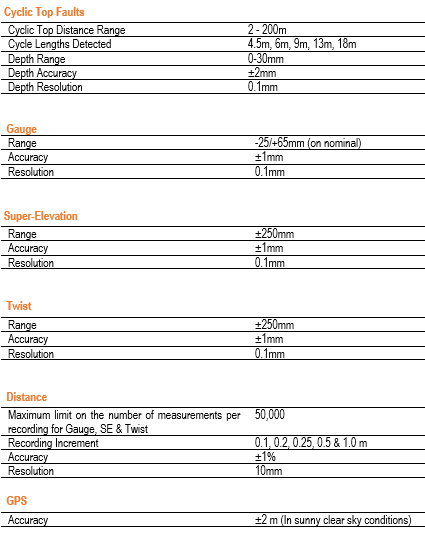 Cyclic Top Faults
Cyclic Top Distance Range 2 - 200m
Cycle Lengths Detected 4.5m, 6m, 9m, 13m, 18m
Depth Range 0-30mm
Depth Accuracy ±2mm
Depth Resolution 0.1mm
Gauge
Range -25/+65mm (on nominal)
Accuracy ±1mm
Resolution 0.1mm
Super-Elevation
Range ±250mm
Accuracy ±1mm
Resolution 0.1mm
Twist
Range ±250mm
Accuracy ±1mm
Resolution 0.1mm
Distance
Maximum limit on the number of measurements per 50,000
recording for Gauge, SE & Twist
Recording Increment 0.1, 0.2, 0.25, 0.5 & 1.0 m
Accuracy ±1%
Resolution 10mm
GPS
Accuracy ±2 m (In sunny clear sky conditions)